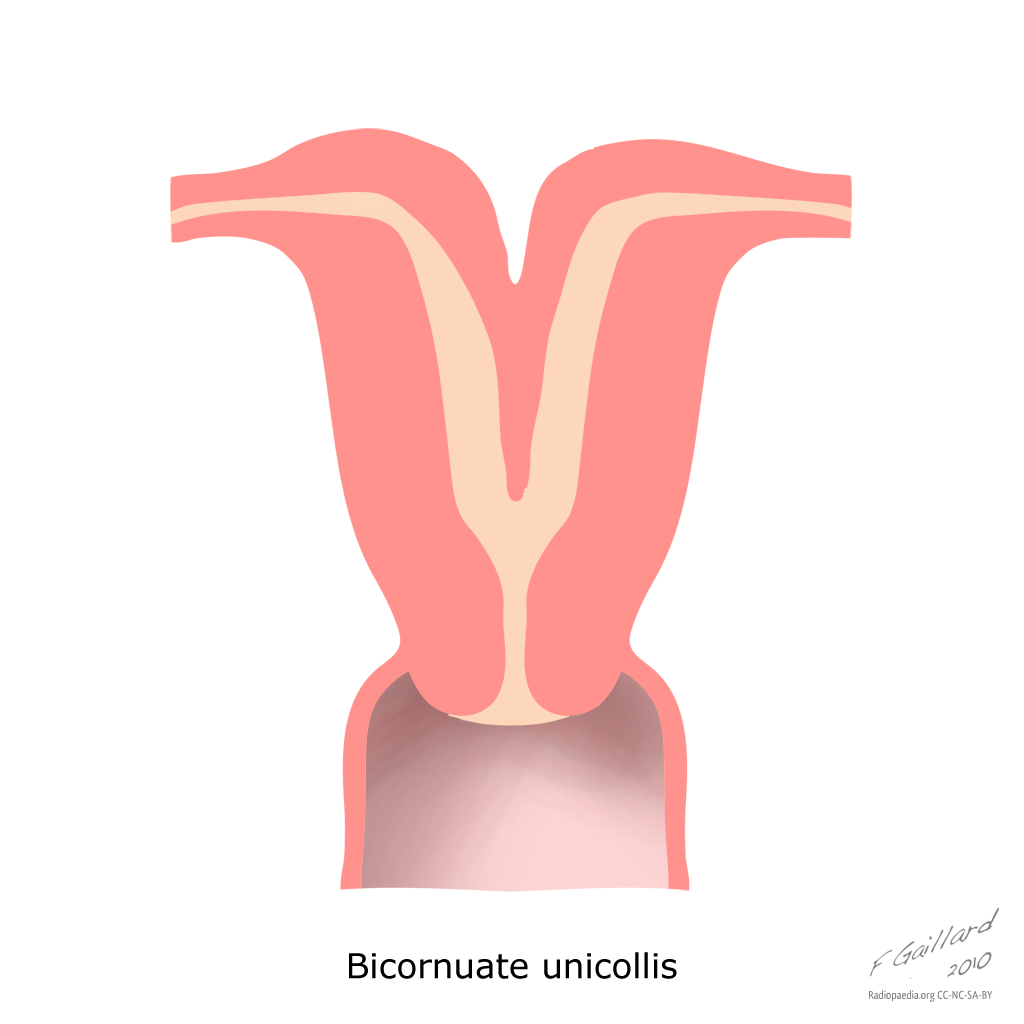 Bicornuate unicollis
F Gaillard
2010
Radiopaedia.org CC-NC-SA-BY